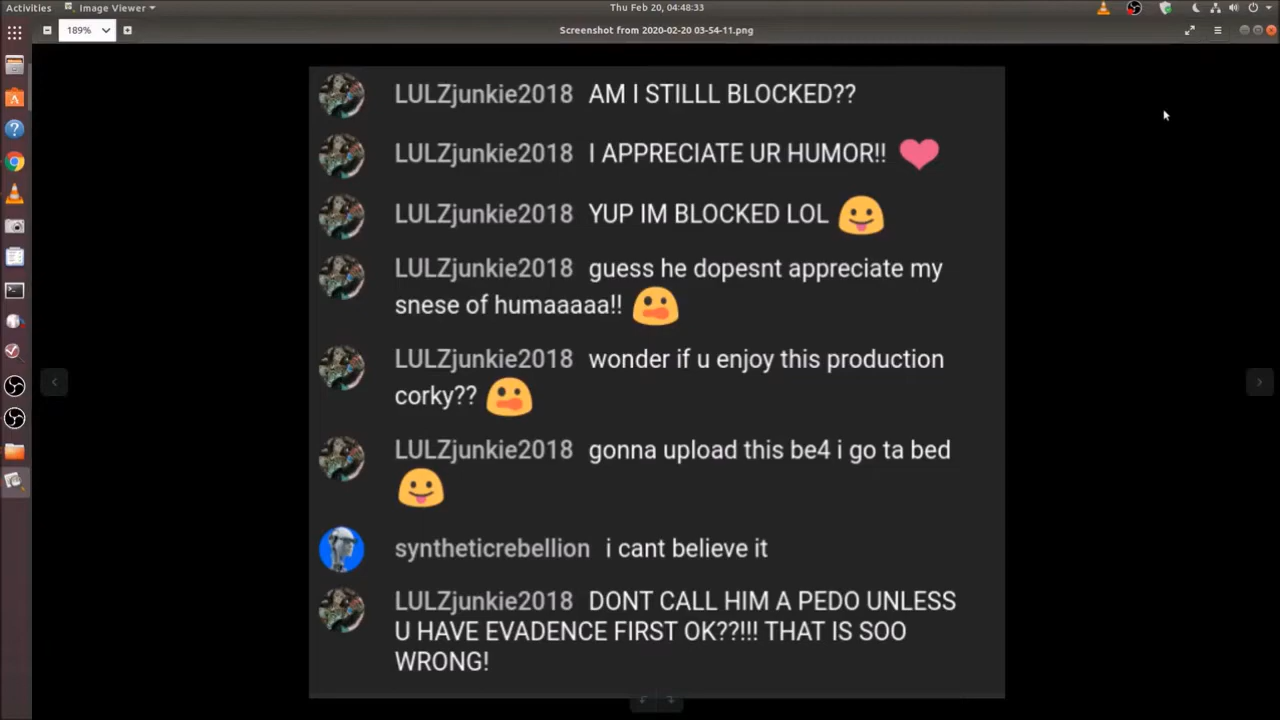 Activities Image Viewer Thu Feb 20, 04:48:33
189% Screenshot from 2020-02-20 03-54-11.png
LULZjunkie2018 AM I STILLL BLOCKED??
LULZjunkie2018 I APPRECIATE UR HUMOR!!
LULZjunkie2018 YUP IM BLOCKED LOL
LULZjunkie2018 guess he dopesnt appreciate my
snese of humaaaaa!!
LULZjunkie2018 wonder if u enjoy this production
corky??
LULZjunkie2018 gonna upload this be4 i go ta bed
syntheticrebellion i cant believe it
LULZjunkie2018 DONT CALL HIM A PEDO UNLESS
U HAVE EVADENCE FIRST OK??!!! THAT IS SOO
WRONG!